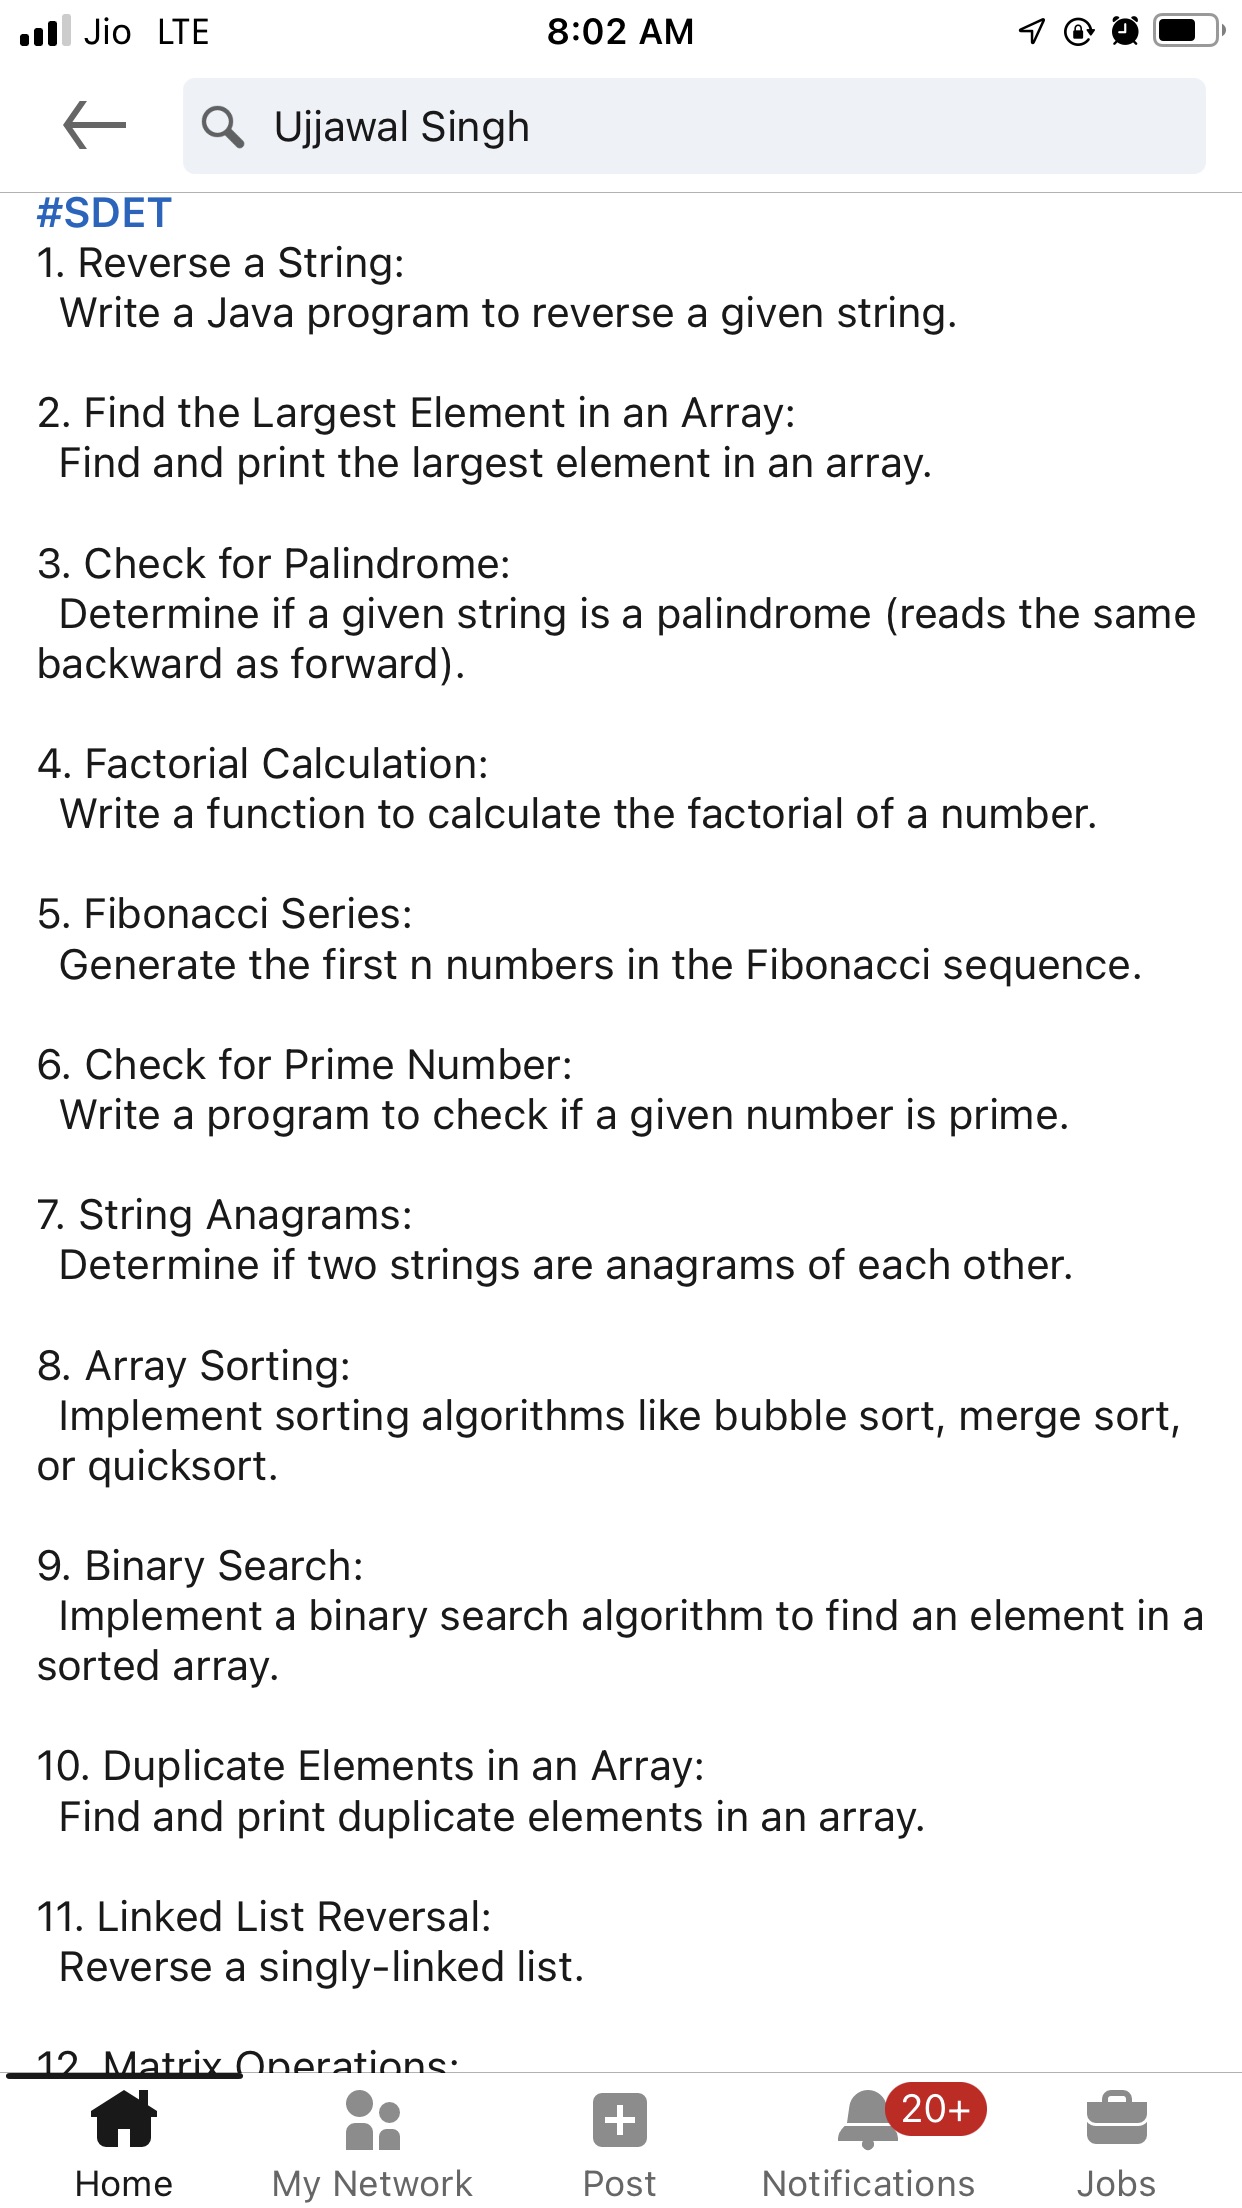 Jio LTE 8:02 AM
Ujjawal Singh
#SDET
1. Reverse a String:
Write a Java program to reverse a given string.
2. Find the Largest Element in an Array:
Find and print the largest element in an array.
3. Check for Palindrome:
Determine if a given string is a palindrome (reads the same
backward as forward).
4. Factorial Calculation:
Write a function to calculate the factorial of a number.
5. Fibonacci Series:
Generate the first n numbers in the Fibonacci sequence.
6. Check for Prime Number:
Write a program to check if a given number is prime.
7. String Anagrams:
Determine if two strings are anagrams of each other.
8. Array Sorting:
Implement sorting algorithms like bubble sort, merge sort,
or quicksort.
9. Binary Search:
Implement a binary search algorithm to find an element in a
sorted array.
10. Duplicate Elements in an Array:
Find and print duplicate elements in an array.
11. Linked List Reversal:
Reverse a singly-linked list.
12. Matrix Operations:
20+
Home My Network Post Notifications Jobs